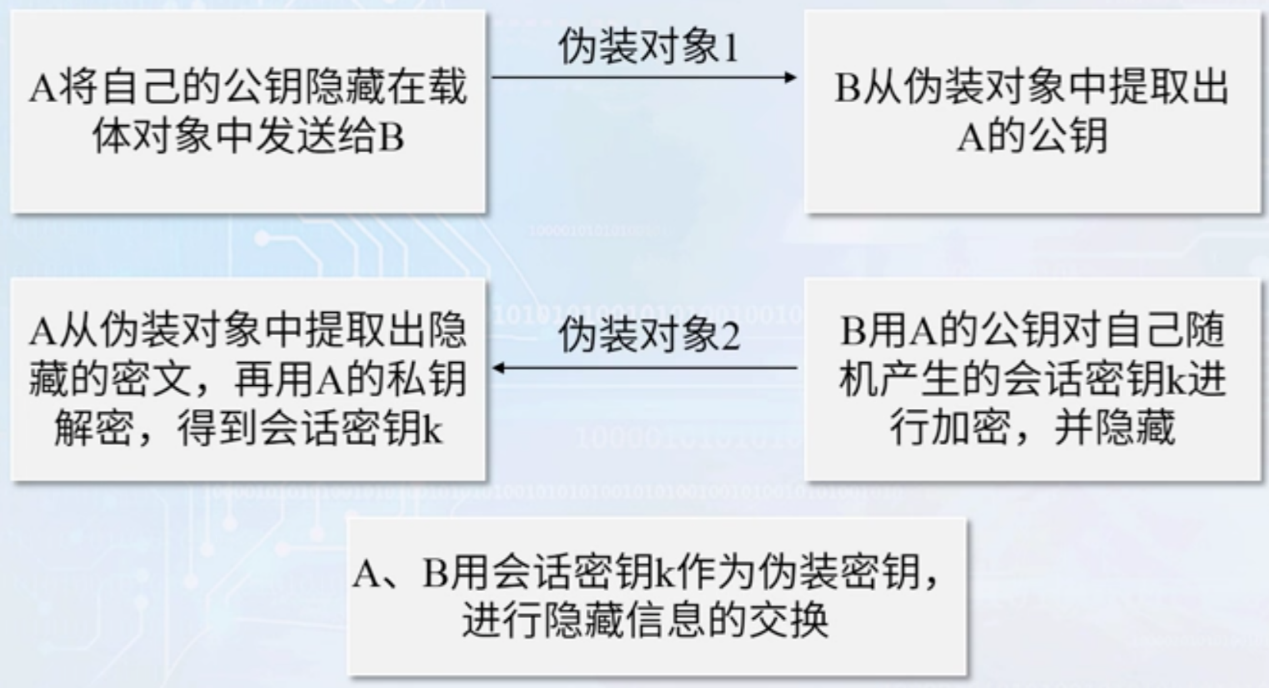 A将自己的公钥隐藏在载
体对象中发送给B
伪装对象1
B从伪装对象中提取出
A的公钥
A从伪装对象中提取出隐
藏的密文，再用A的私钥
解密，得到会话密钥k
伪装对象2
B用A的公钥对自己随
机产生的会话密钥k进
行加密，并隐藏
A、B用会话密钥k作为伪装密钥，
进行隐藏信息的交换